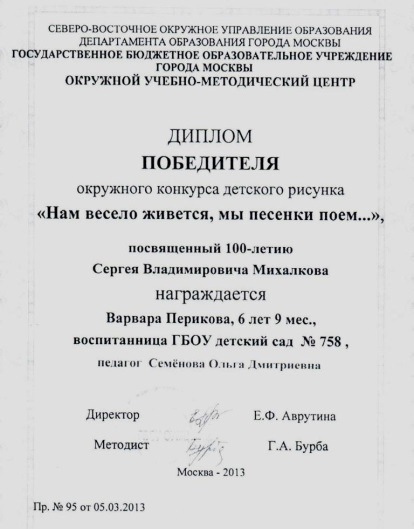 СЕВЕРО-ВОСТОЧНОЕ ОКРУЖНОЕ УПРАВЛЕНИЕ ОБРАЗОВАНИЯ
ДЕПАРТАМЕНТА ОБРАЗОВАНИЯ ГОРОДА МОСКВЫ
ГОСУДАРСТВЕННОЕ БЮДЖЕТНОЕ ОБРАЗОВАТЕЛЬНОЕ УЧРЕЖДЕНИЕ
ГОРОДА МОСКВЫ
ОКРУЖНОЙ УЧЕБНО-МЕТОДИЧЕСКИЙ ЦЕНТР
ДИПЛОМ
ПОБЕДИТЕЛЯ
окружного конкурса детского рисунка
«Нам весело живется, мы песенки поем...»,
посвященный 100-летию
Сергея Владимировича Михалкова
награждается
Варвара Перикова, 6 лет 9 мес.,
воспитанница ГБОУ детский сад № 758 ,
педагог Семёнова Ольга Дмитриевна
Директор Е.Ф. Аврутина
Методист Г.А. Бурба
Москва - 2013
Пр. № 95 от 05.03.2013